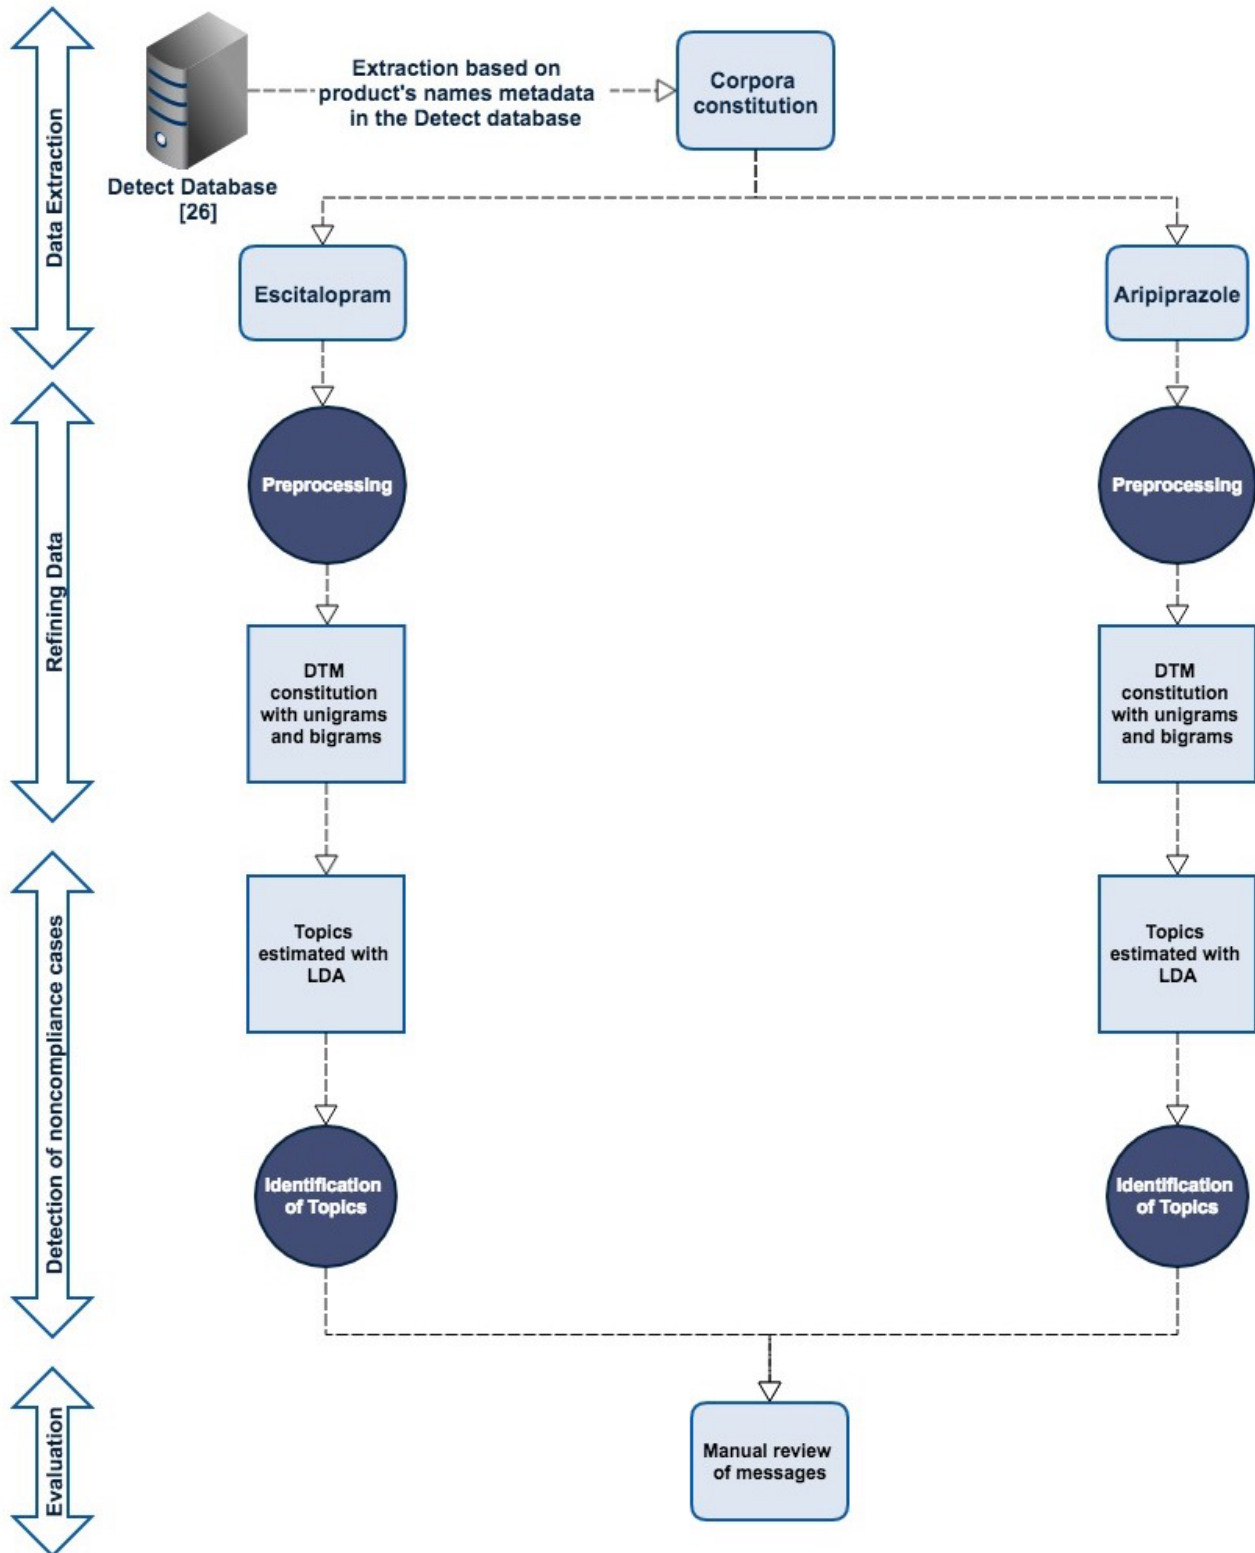 Data Extraction
Detect Database
[26]
Extraction based on
product's names metadata
in the Detect database
Corpora
constitution
Escitalopram
Aripiprazole
Refining Data
Preprocessing
Preprocessing
DTM
constitution
with unigrams
and bigrams
DTM
constitution
with unigrams
and bigrams
Detection of noncompliance cases
Topics
estimated with
LDA
Topics
estimated with
LDA
Identification
of Topics
Identification
of Topics
Evaluation
Manual review
of messages